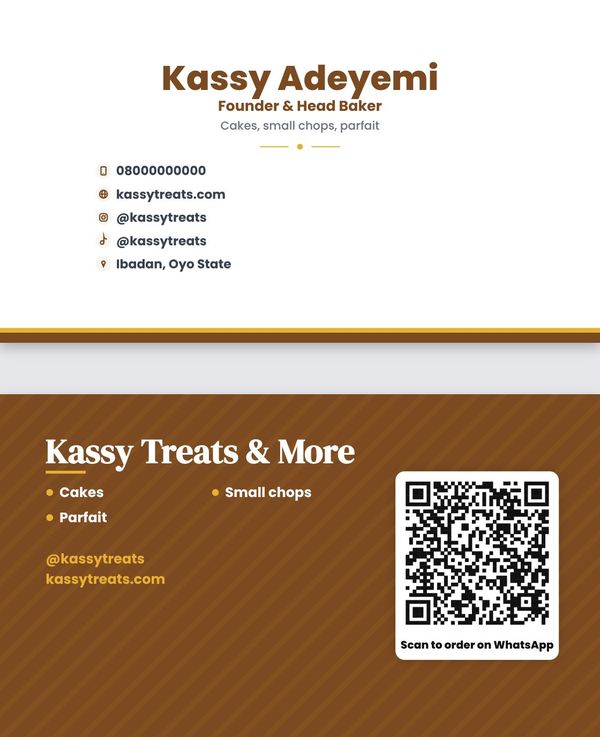 Kassy Adeyemi
Founder & Head Baker
Cakes, small chops, parfait
08000000000
kassytreats.com
@kassytreats
@kassytreats
Ibadan, Oyo State
Kassy Treats & More
Cakes
Small chops
Parfait
@kassytreats
kassytreats.com
Scan to order on WhatsApp